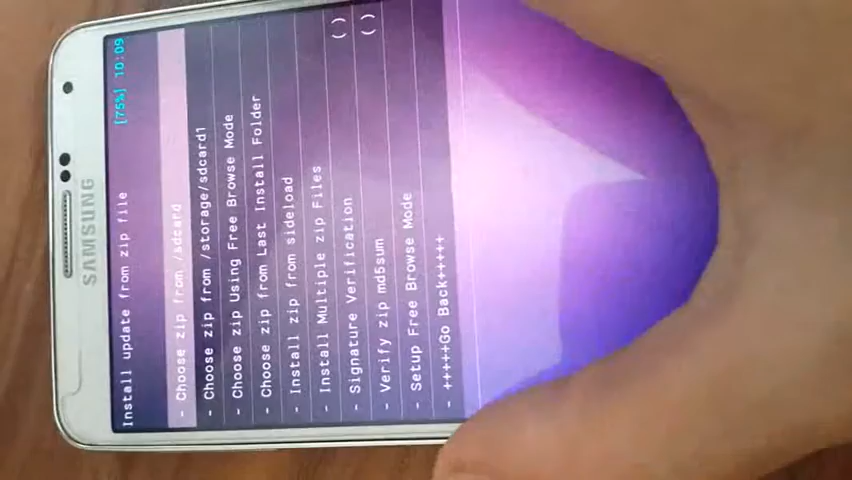 SAMSUNG
Install update from zip file
[75%] 10:09
- Choose zip from /sdcard
- Choose zip from /storage/sdcard1
- Choose zip Using Free Browse Mode
- Choose zip from Last Install Folder
- Install zip from sideload
- Install Multiple zip Files
- Signature Verification ( )
- Verify zip md5sum ( )
- Setup Free Browse Mode
- +++++Go Back+++++